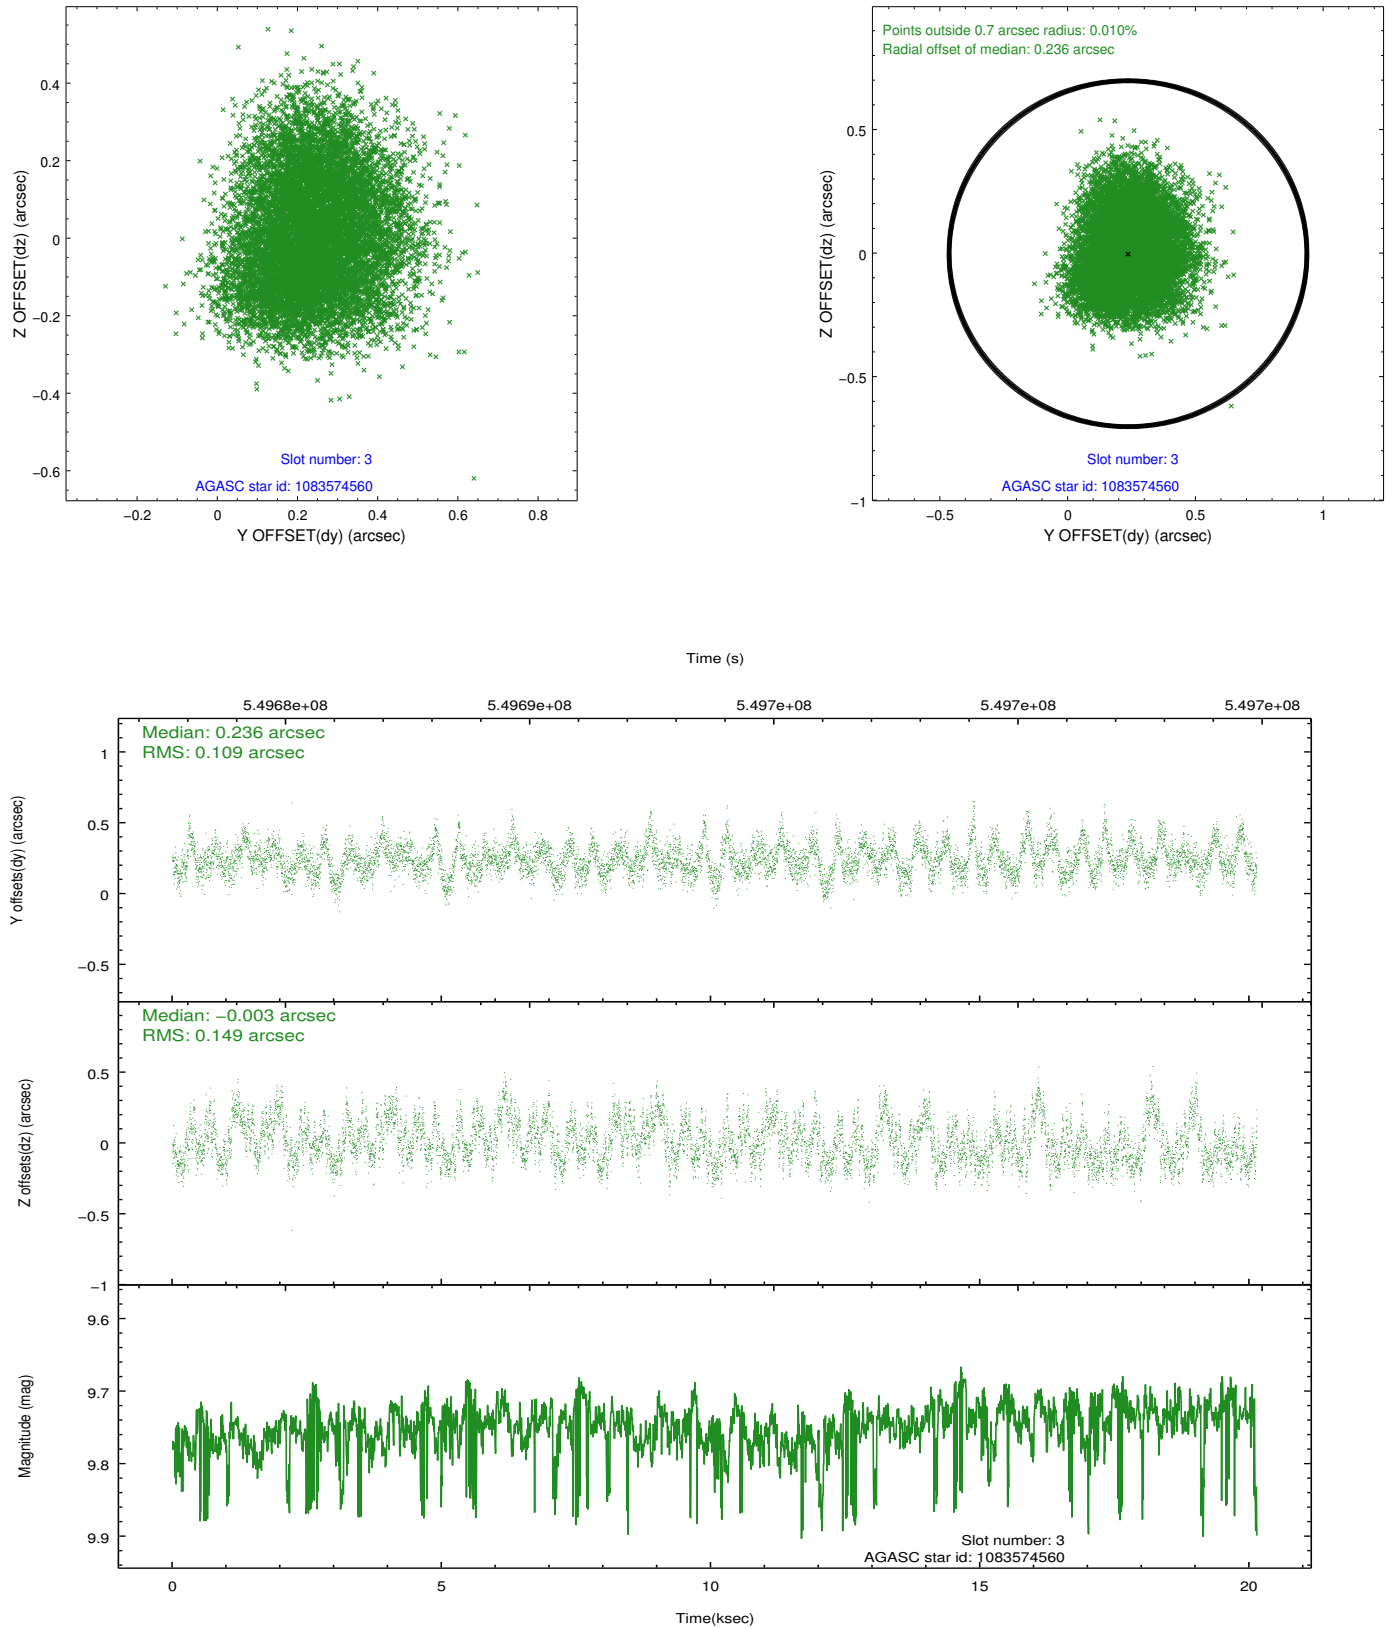 0.4
0.2
0
−0.2
−0.4
−0.6
Z OFFSET(dz) (arcsec)
Slot number: 3
AGASC star id: 1083574560
−0.2 0 0.2 0.4 0.6 0.8
Y OFFSET(dy) (arcsec)
Points outside 0.7 arcsec radius: 0.010%
Radial offset of median: 0.236 arcsec
0.5
0
−0.5
−1
Z OFFSET(dz) (arcsec)
Slot number: 3
AGASC star id: 1083574560
−0.5 0 0.5 1
Y OFFSET(dy) (arcsec)
Time (s)
5.4968e+08 5.4969e+08 5.497e+08 5.497e+08 5.497e+08
Median: 0.236 arcsec
RMS: 0.109 arcsec
1
0.5
0
−0.5
Y offsets(dy) (arcsec)
Median: −0.003 arcsec
RMS: 0.149 arcsec
0.5
0
−0.5
−1
Z offsets(dz) (arcsec)
9.6
9.7
9.8
9.9
Magnitude (mag)
Slot number: 3
AGASC star id: 1083574560
0 5 10 15 20
Time(ksec)